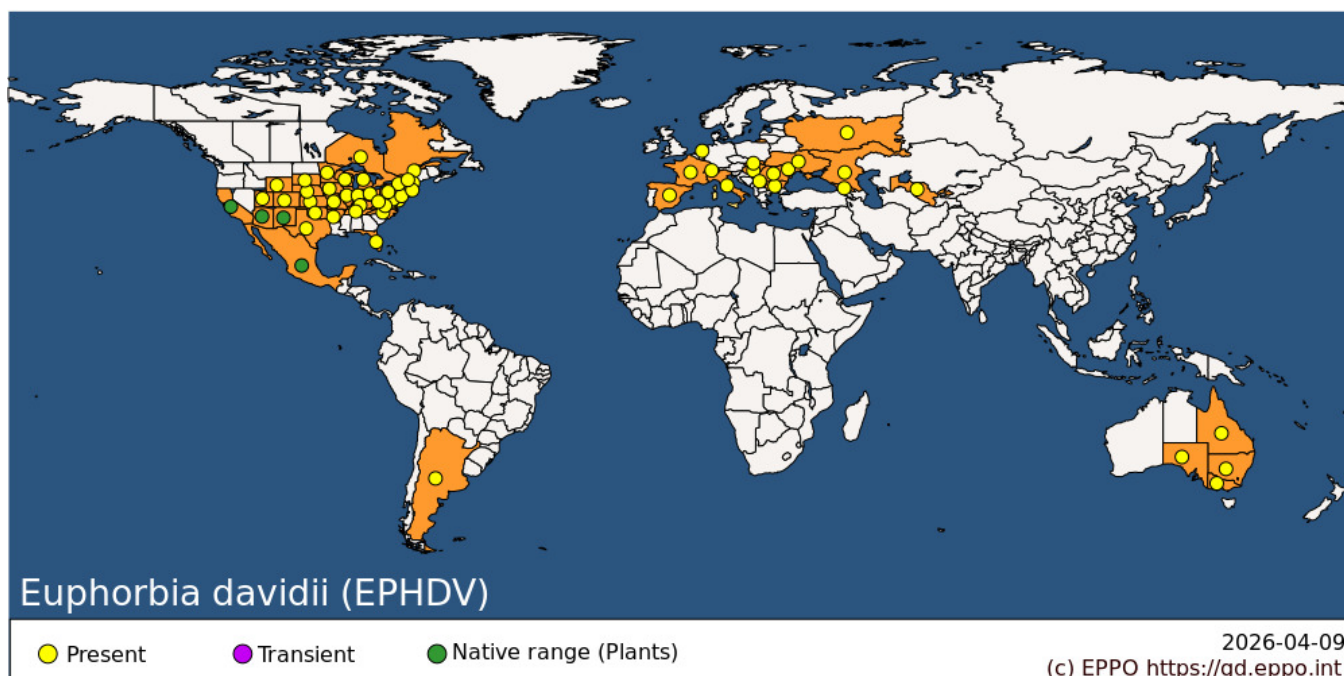 Euphorbia davidii (EPHDV)
Present
Transient
Native range (Plants)
2026-04-09
(c) EPPO https://gd.eppo.int